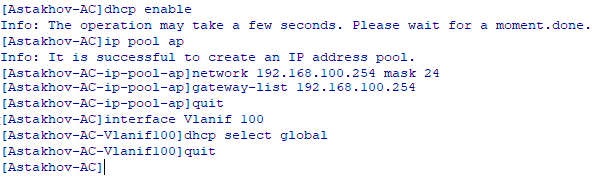 [Astakhov-AC]dhcp enable
Info: The operation may take a few seconds. Please wait for a moment.done.
[Astakhov-AC]ip pool ap
Info: It is successful to create an IP address pool.
[Astakhov-AC-ip-pool-ap]network 192.168.100.254 mask 24
[Astakhov-AC-ip-pool-ap]gateway-list 192.168.100.254
[Astakhov-AC-ip-pool-ap]quit
[Astakhov-AC]interface Vlanif 100
[Astakhov-AC-Vlanif100]dhcp select global
[Astakhov-AC-Vlanif100]quit
[Astakhov-AC]